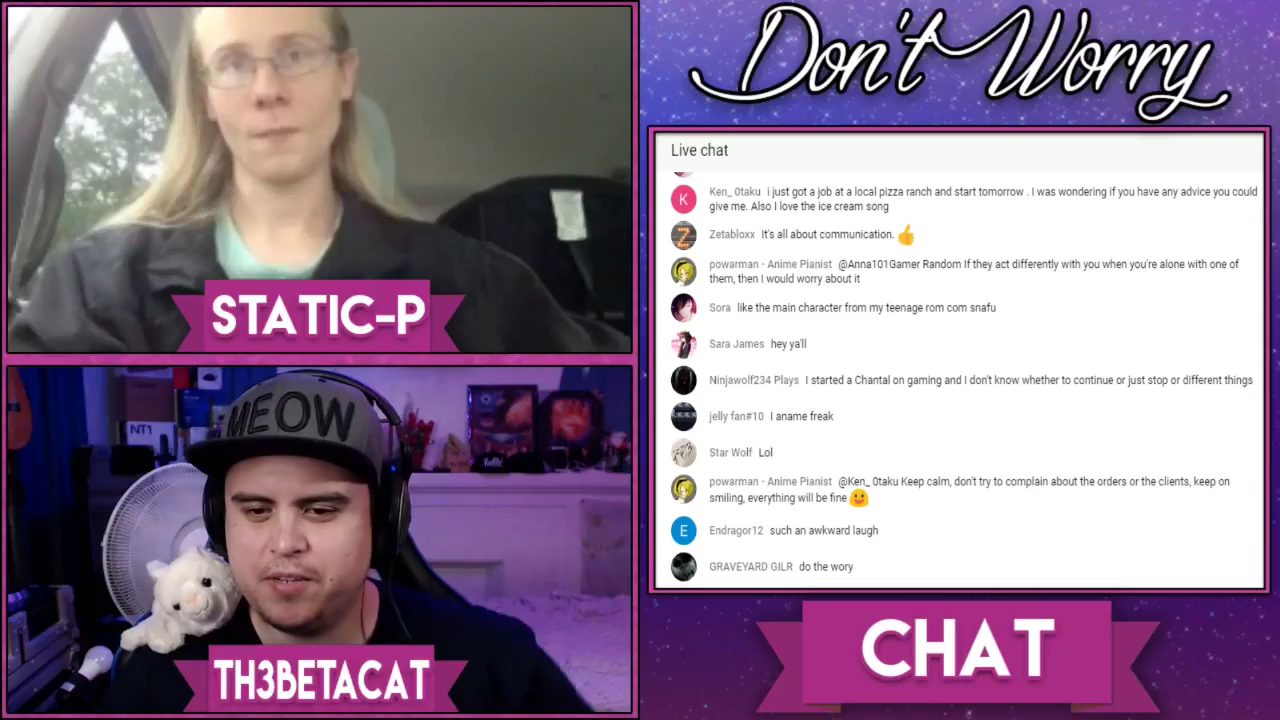 STATIC-P
MEOW
NT1
TH3BETACAT
Don't Worry
Live chat
K
Ken_ 0taku i just got a job at a local pizza ranch and start tomorrow . I was wondering if you have any advice you could
give me. Also I love the ice cream song
Z
Zetabloxx It's all about communication.
powarman - Anime Pianist @Anna101Gamer Random If they act differently with you when you're alone with one of
them, then I would worry about it
Sora like the main character from my teenage rom com snafu
Sara James hey ya'll
Ninjawolf234 Plays I started a Chantal on gaming and I don't know whether to continue or just stop or different things
jelly fan#10 I aname freak
Star Wolf Lol
powarman - Anime Pianist @Ken_ 0taku Keep calm, don't try to complain about the orders or the clients, keep on
smiling, everything will be fine
E
Endragor12 such an awkward laugh
GRAVEYARD GILR do the wory
CHAT